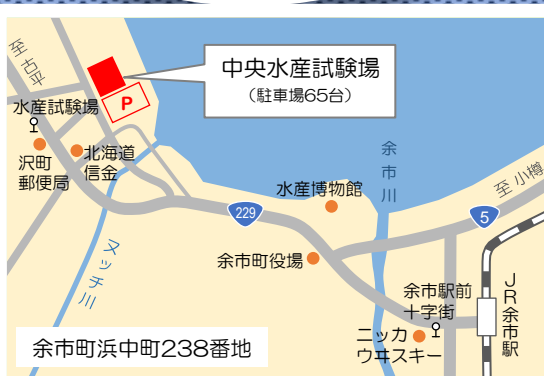 至古平
中央水産試験場
（駐車場65台）
P
水産試験場
沢町
郵便局
北海道
信金
ヌッチ川
229
水産博物館
余市川
至小樽
5
余市町役場
余市駅前
十字街
ニッカ
ウヰスキー
JR余市駅
余市町浜中町238番地